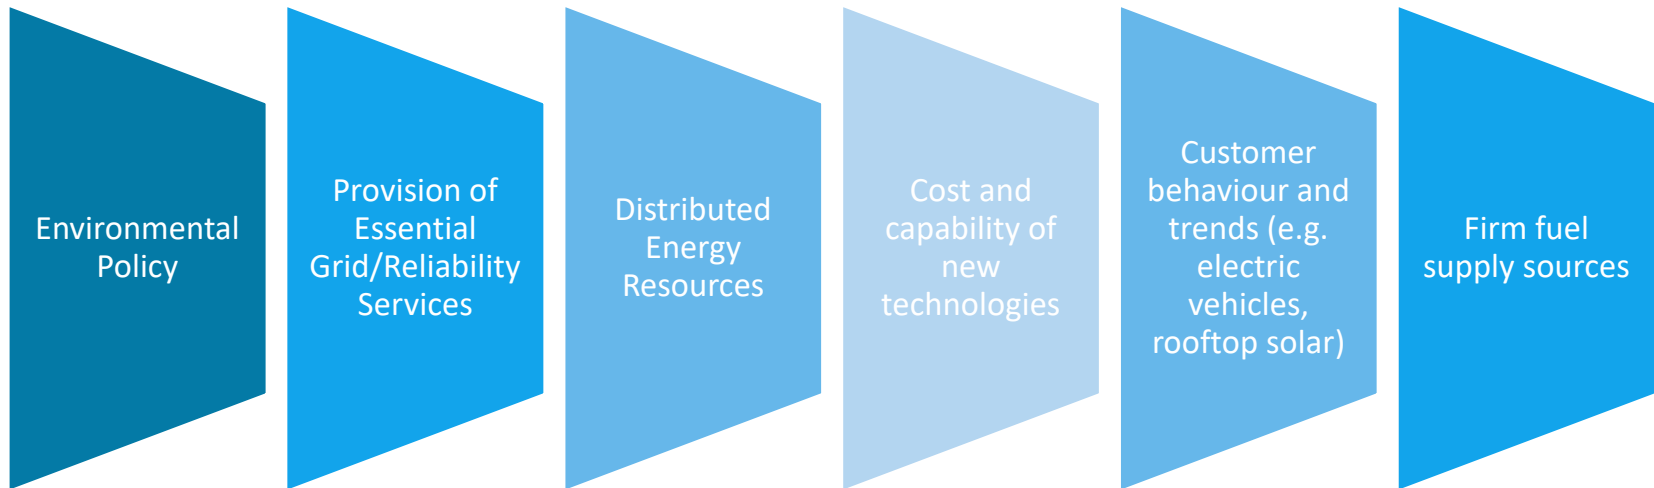 Environmental
Policy
Provision of
Essential
Grid/Reliability
Services
Distributed
Energy
Resources
Cost and
capability of
new
technologies
Customer
behaviour and
trends (e.g.
electric
vehicles,
rooftop solar)
Firm fuel
supply sources